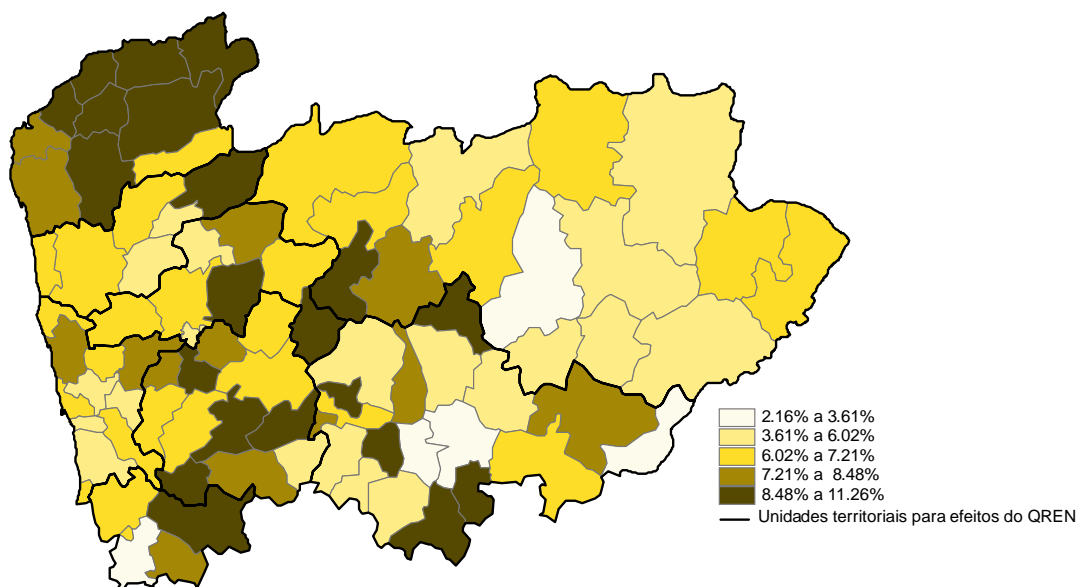 2.16% a 3.61%
3.61% a 6.02%
6.02% a 7.21%
7.21% a 8.48%
8.48% a 11.26%
Unidades territoriais para efeitos do QREN